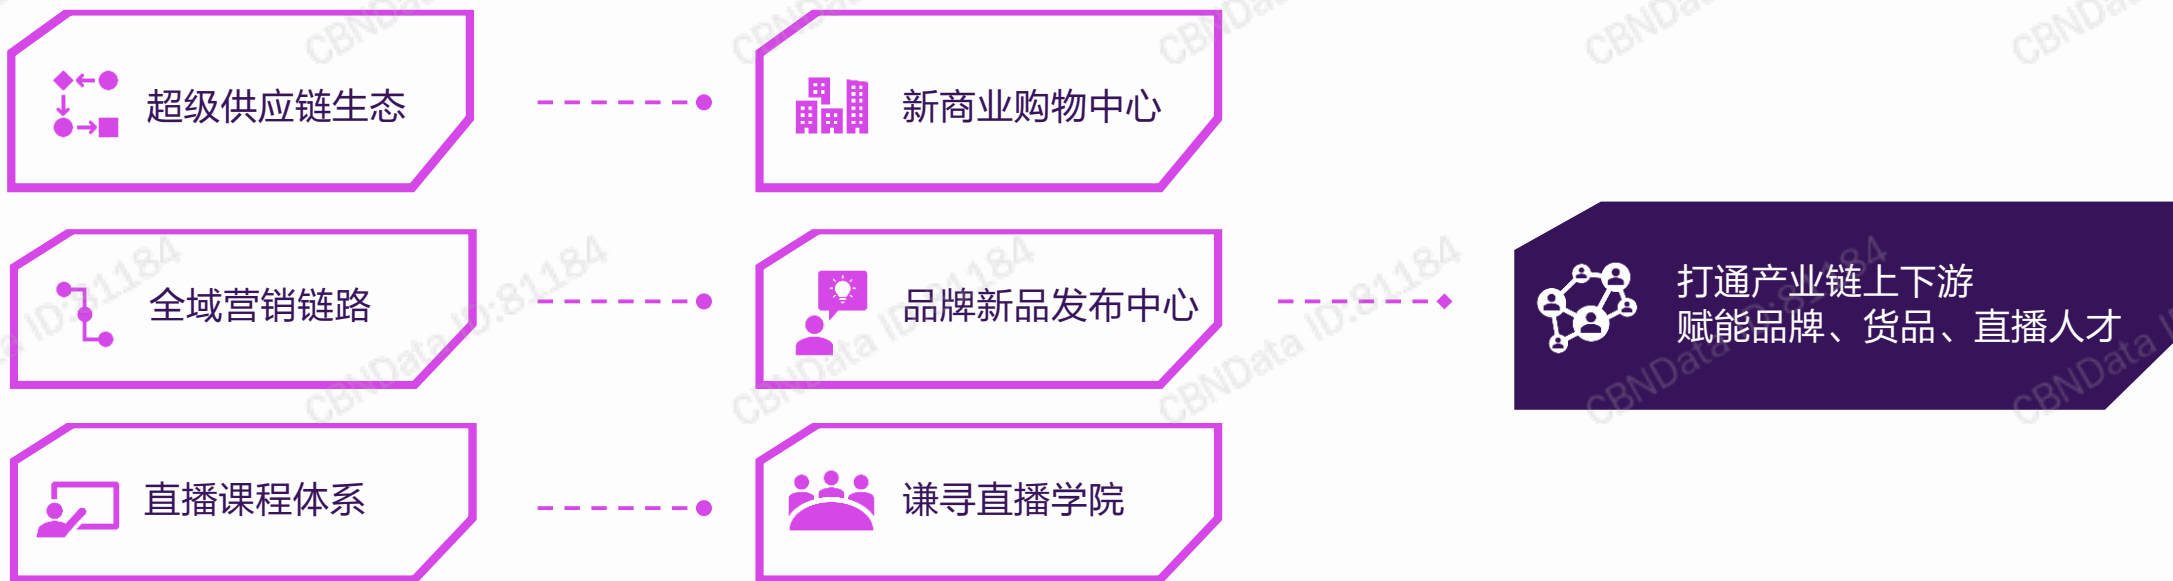 超级供应链生态
新商业购物中心
全域营销链路
品牌新品发布中心
打通产业链上下游
赋能品牌、货品、直播人才
直播课程体系
谦寻直播学院
CBNData ID:81184